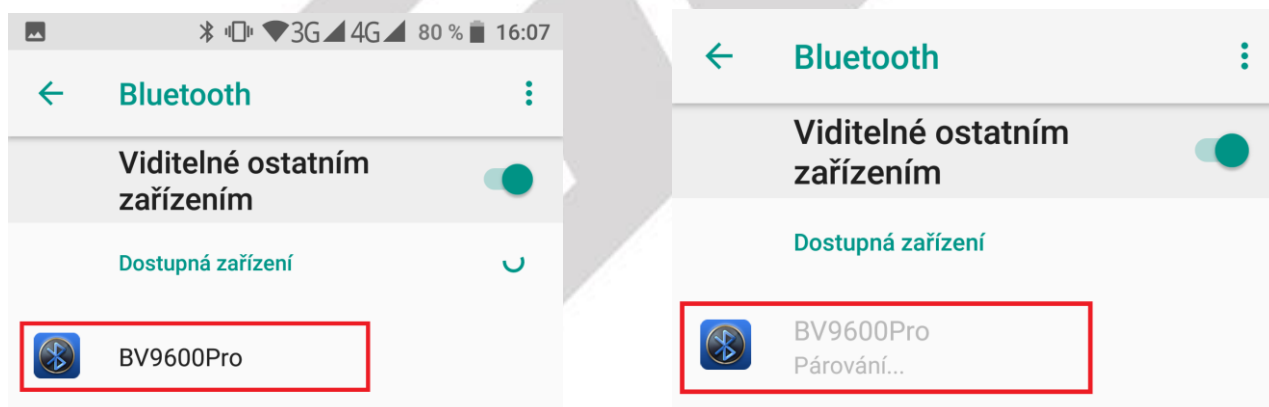 3G 4G 80 % 16:07
Bluetooth
Viditelné ostatním
zařízením
Dostupná zařízení
BV9600Pro
Bluetooth
Viditelné ostatním
zařízením
Dostupná zařízení
BV9600Pro
Párování...